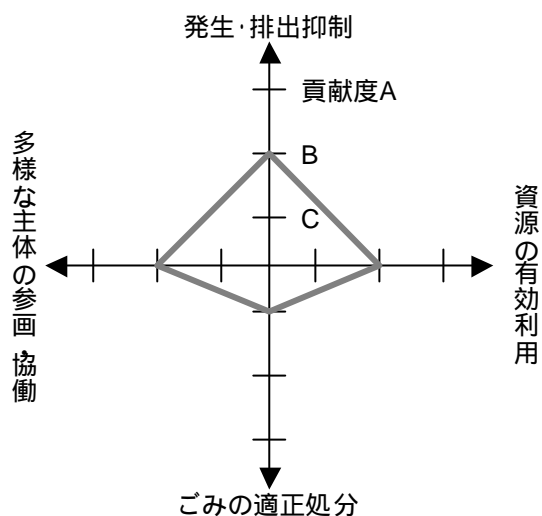 発生·排出抑制
貢献度A
B
C
多様な主体の参画・協働
資源の有効利用
ごみの適正処分